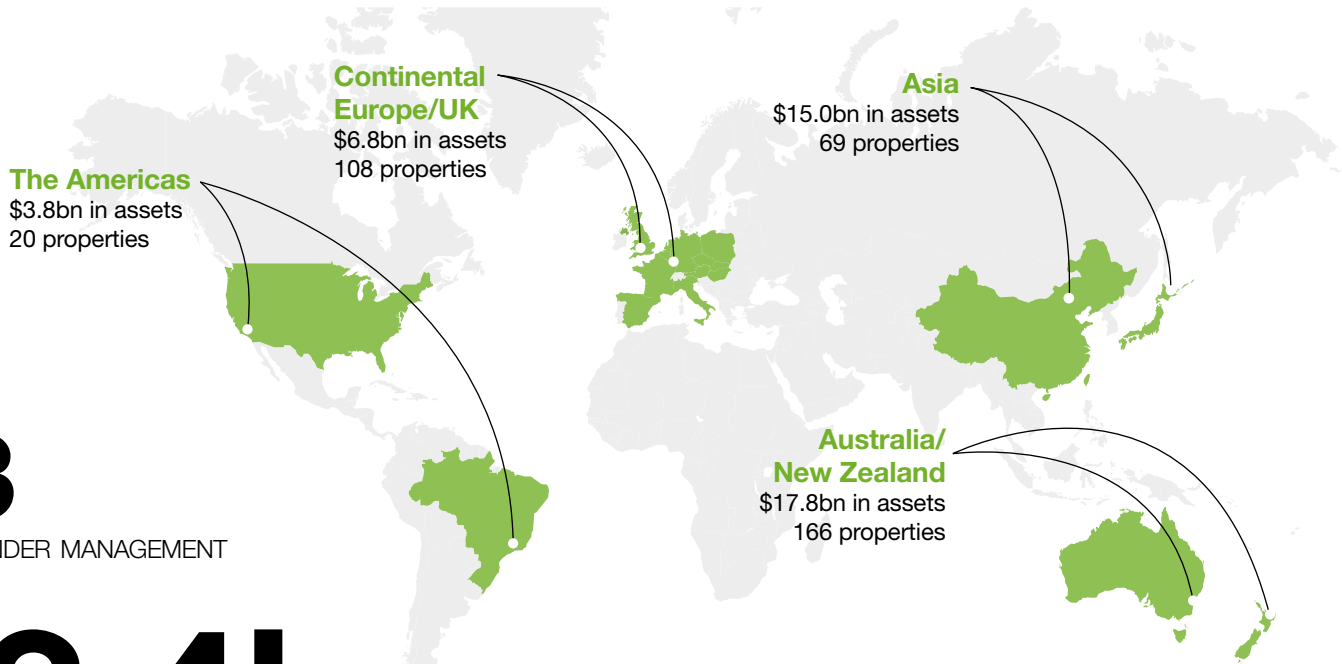 Continental
Europe/UK
$6.8bn in assets
108 properties
Asia
$15.0bn in assets
69 properties
The Americas
$3.8bn in assets
20 properties
Australia/
New Zealand
$17.8bn in assets
166 properties
MANAGEMENT